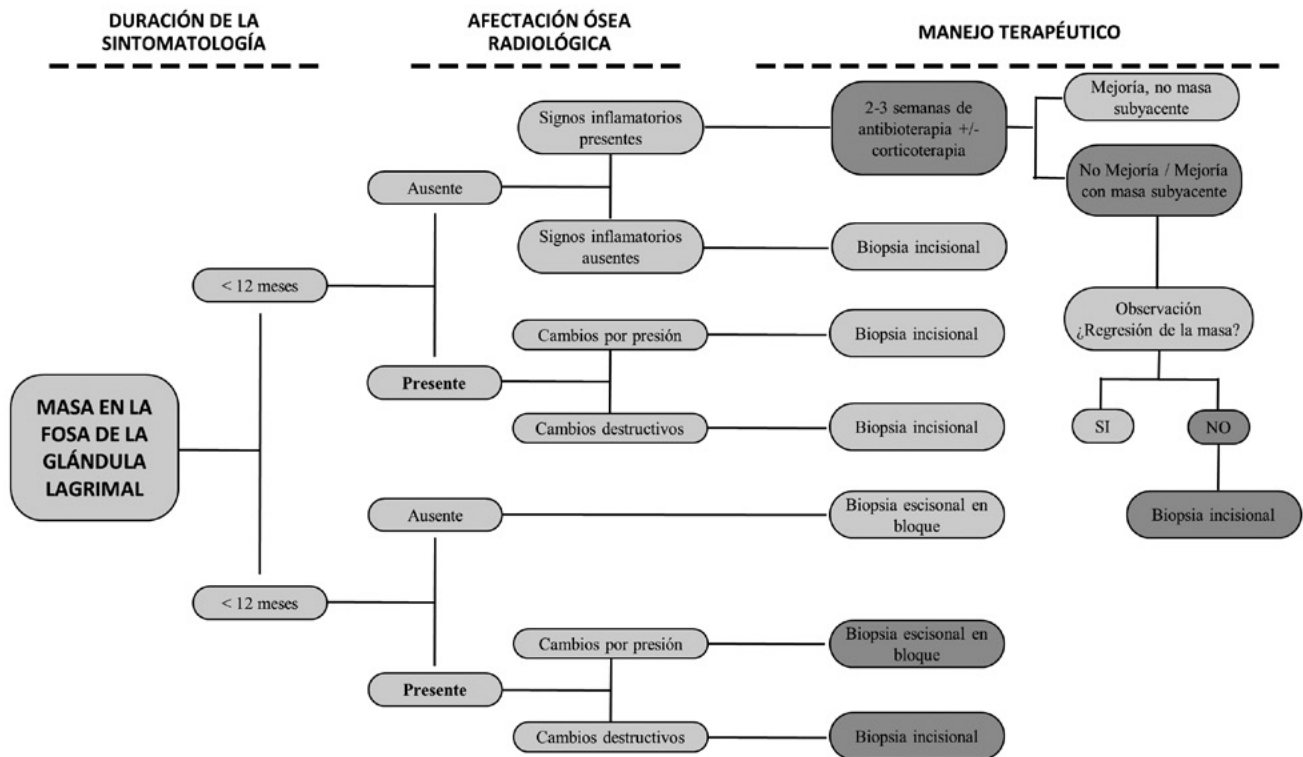 DURACIÓN DE LA
SINTOMATOLOGÍA
AFECTACIÓN ÓSEA
RADIOLÓGICA
MANEJO TERAPÉUTICO
MASA EN LA
FOSA DE LA
GLÁNDULA
LAGRIMAL
< 12 meses
Ausente
Signos inflamatorios
presentes
2-3 semanas de
antibioterapia +/-
corticoterapia
Mejoría, no masa
subyacente
No Mejoría / Mejoría
con masa subyacente
Observación
¿Regresión de la masa?
SI
NO
Biopsia incisional
Signos inflamatorios
ausentes
Biopsia incisional
Presente
Cambios por presión
Biopsia incisional
Cambios destructivos
Biopsia incisional
< 12 meses
Ausente
Biopsia escisonal en
bloque
Presente
Cambios por presión
Biopsia escisonal en
bloque
Cambios destructivos
Biopsia incisional